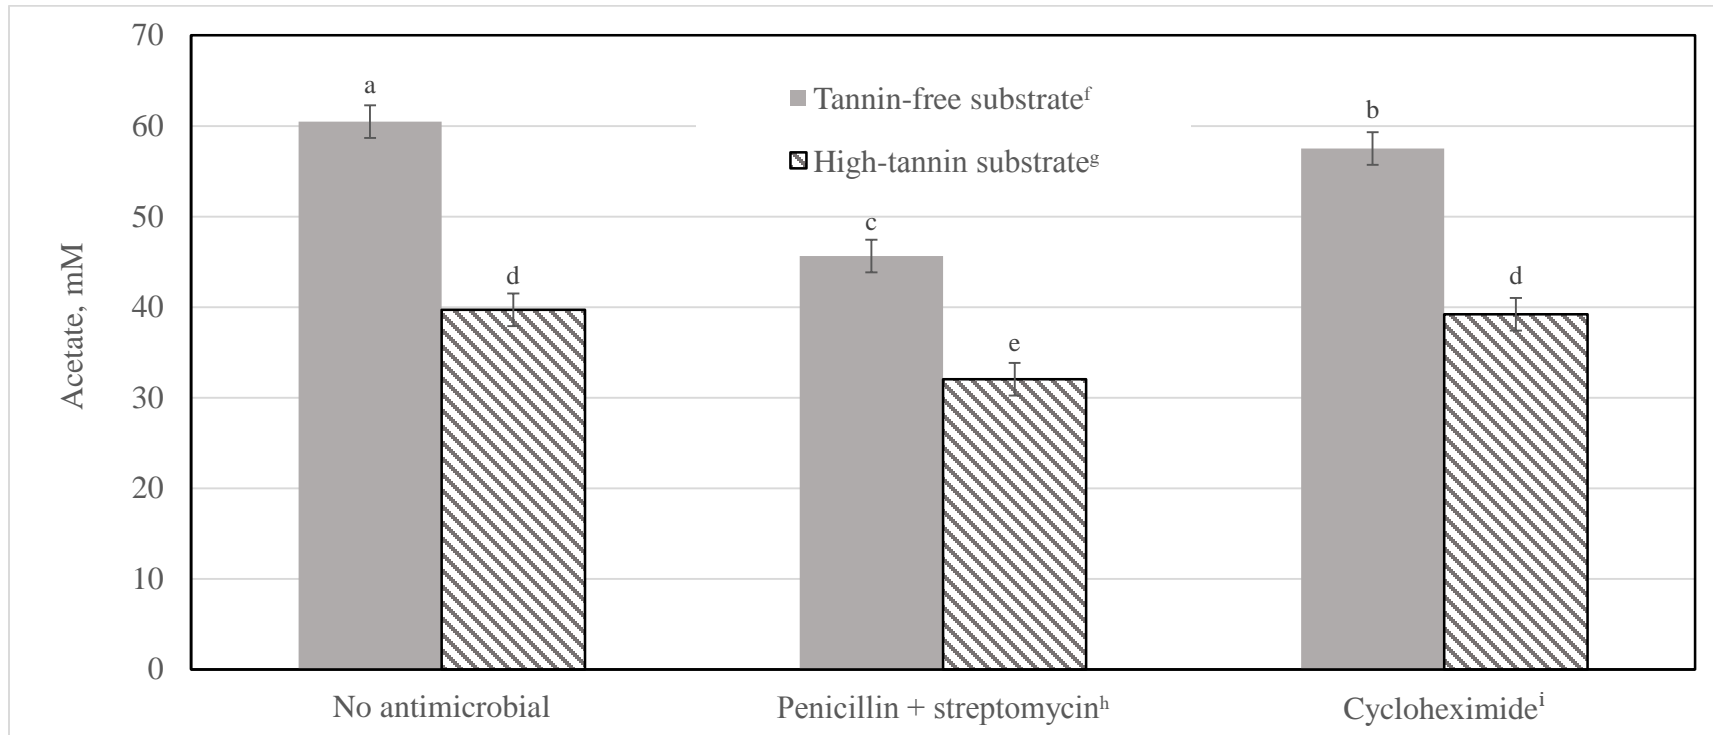 70
60
50
40
30
20
10
0
Acetate, mM
a
d
c
e
b
d
Tannin-free substrateᶠ
High-tannin substrateᵍ
No antimicrobial
Penicillin + streptomycinʰ
Cycloheximideⁱ